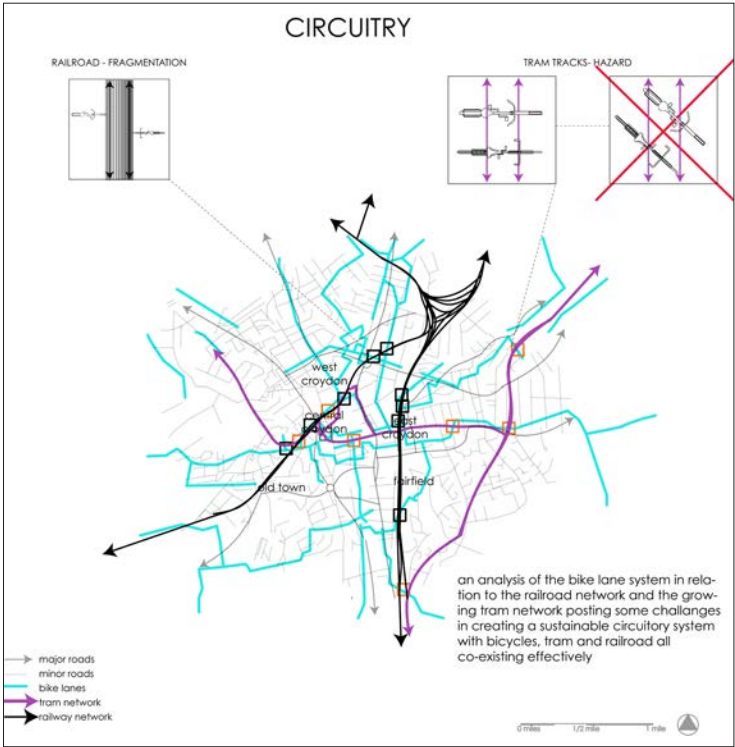 CIRCUITRY
RAILROAD - FRAGMENTATION
TRAM TRACKS- HAZARD
west
croydon
central
croydon
east
croydon
old town
fairfield
an analysis of the bike lane system in rela-
tion to the railroad network and the grow-
ing tram network posting some challanges
in creating a sustainable circuitory system
with bicycles, tram and railroad all
co-existing effectively
major roads
minor roads
bike lanes
tram network
railway network
0 miles 1/2 mile 1 mile